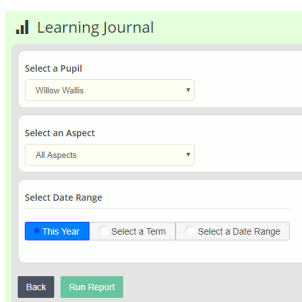 Learning Journal
Select a Pupil
Willow Wallis
Select an Aspect
All Aspects
Select Date Range
This Year Select a Term Select a Date Range
Back Run Report